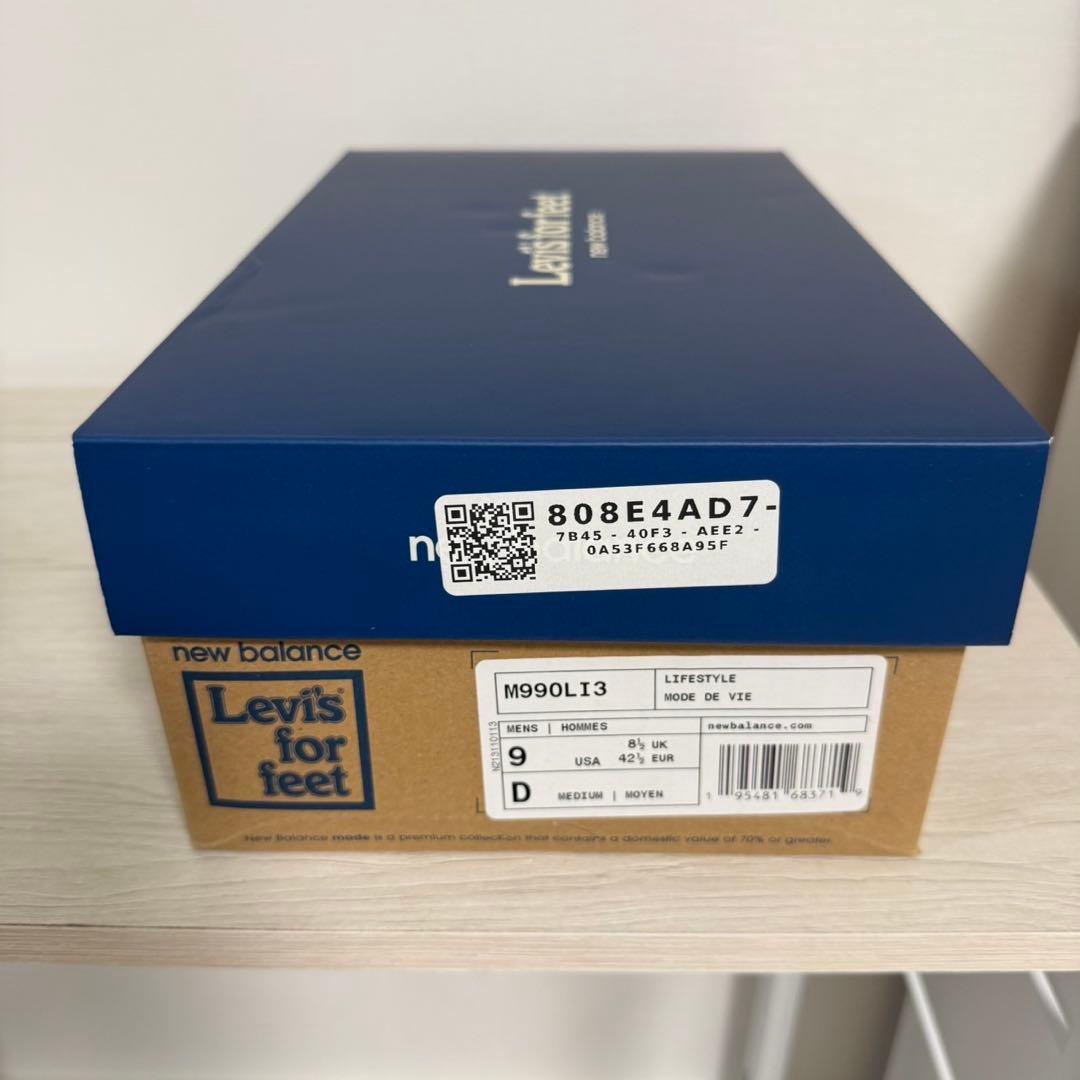 Levi's for feet
new balance
808E4AD7-
7B45 - 40F3 - AEE2 -
0A53F668A95F
new balance
new balance
Levi's®
for
feet
M990LI3
LIFESTYLE
MODE DE VIE
MENS | HOMMES
newbalance.com
9
USA
8½ UK
42½ EUR
D
MEDIUM | MOYEN
1 95481 68371 9
N213110113
New Balance made is a premium collection that contains a domestic value of 70% or greater.